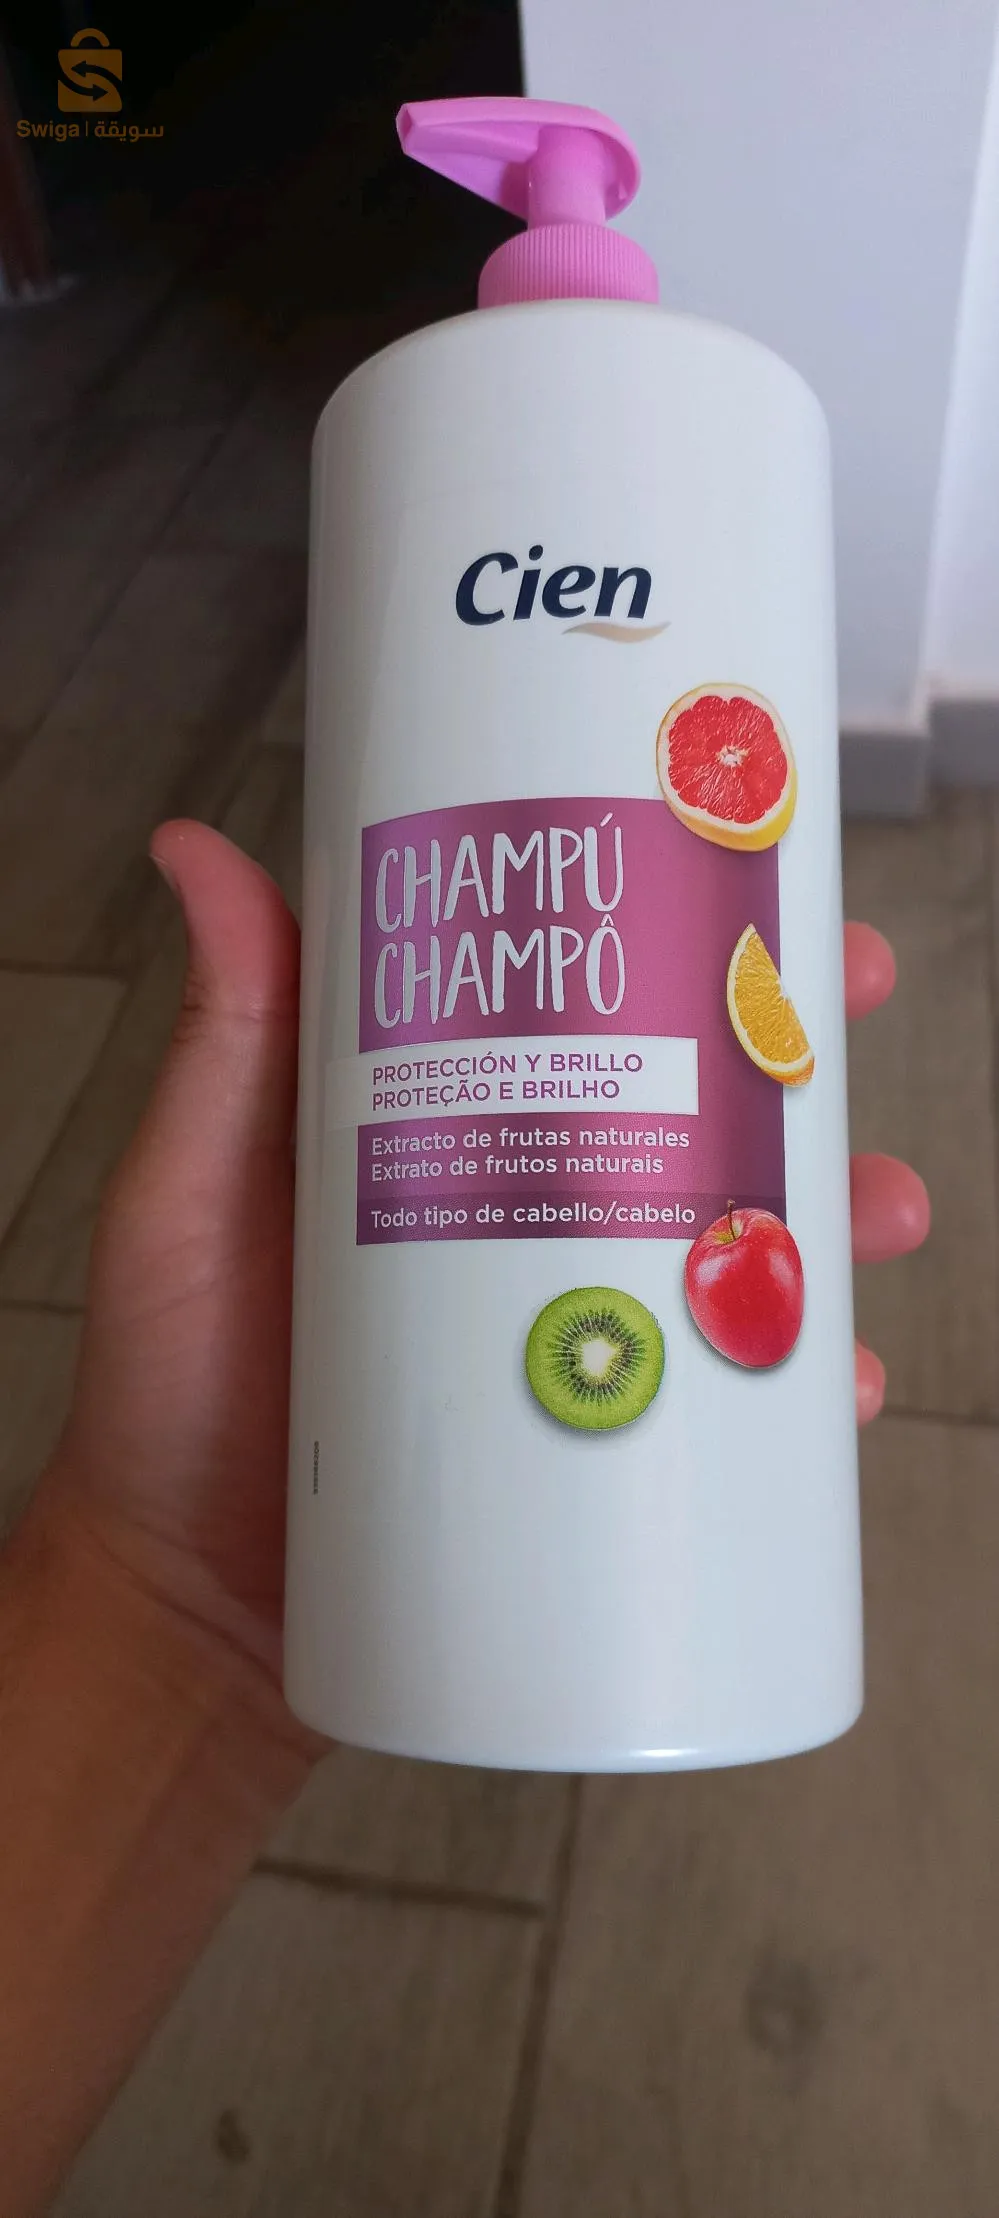 Swiga | سويقة
Cien
CHAMPÚ
CHAMPÔ
PROTECCIÓN Y BRILLO
PROTEÇÃO E BRILHO
Extracto de frutas naturales
Extrato de frutos naturais
Todo tipo de cabello/cabelo